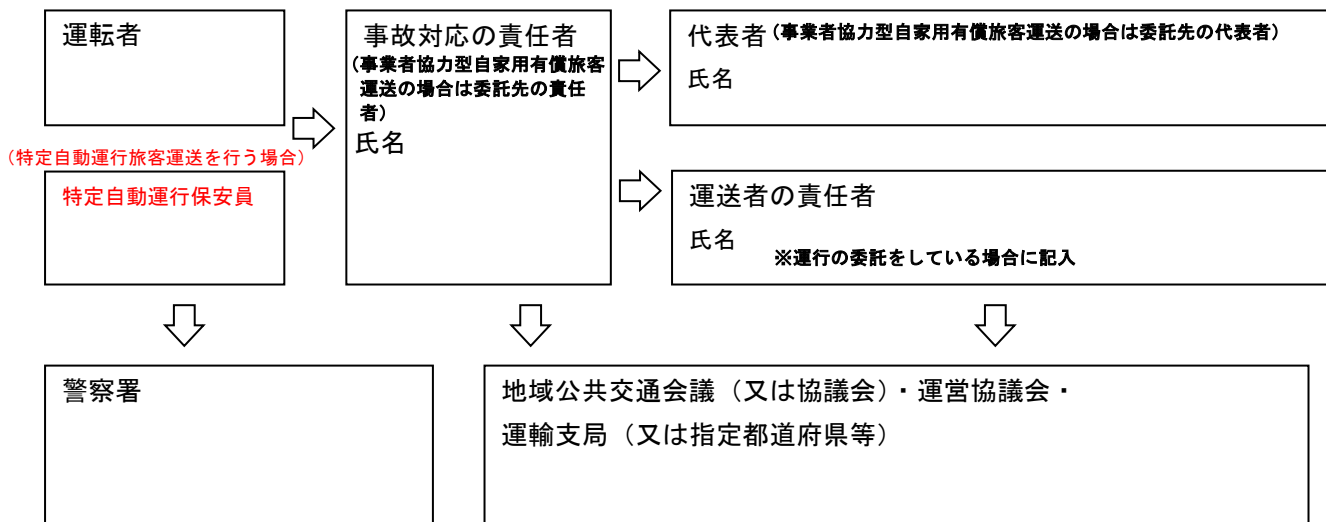 運転者
（特定自動運行旅客運送を行う場合）
特定自動運行保安員
事故対応の責任者
（事業者協力型自家用有償旅客
運送の場合は委託先の責任
者）
氏名
代表者（事業者協力型自家用有償旅客運送の場合は委託先の代表者）
氏名
運送者の責任者
氏名
※運行の委託をしている場合に記入
警察署
地域公共交通会議（又は協議会）・運営協議会・
運輸支局（又は指定都道府県等）